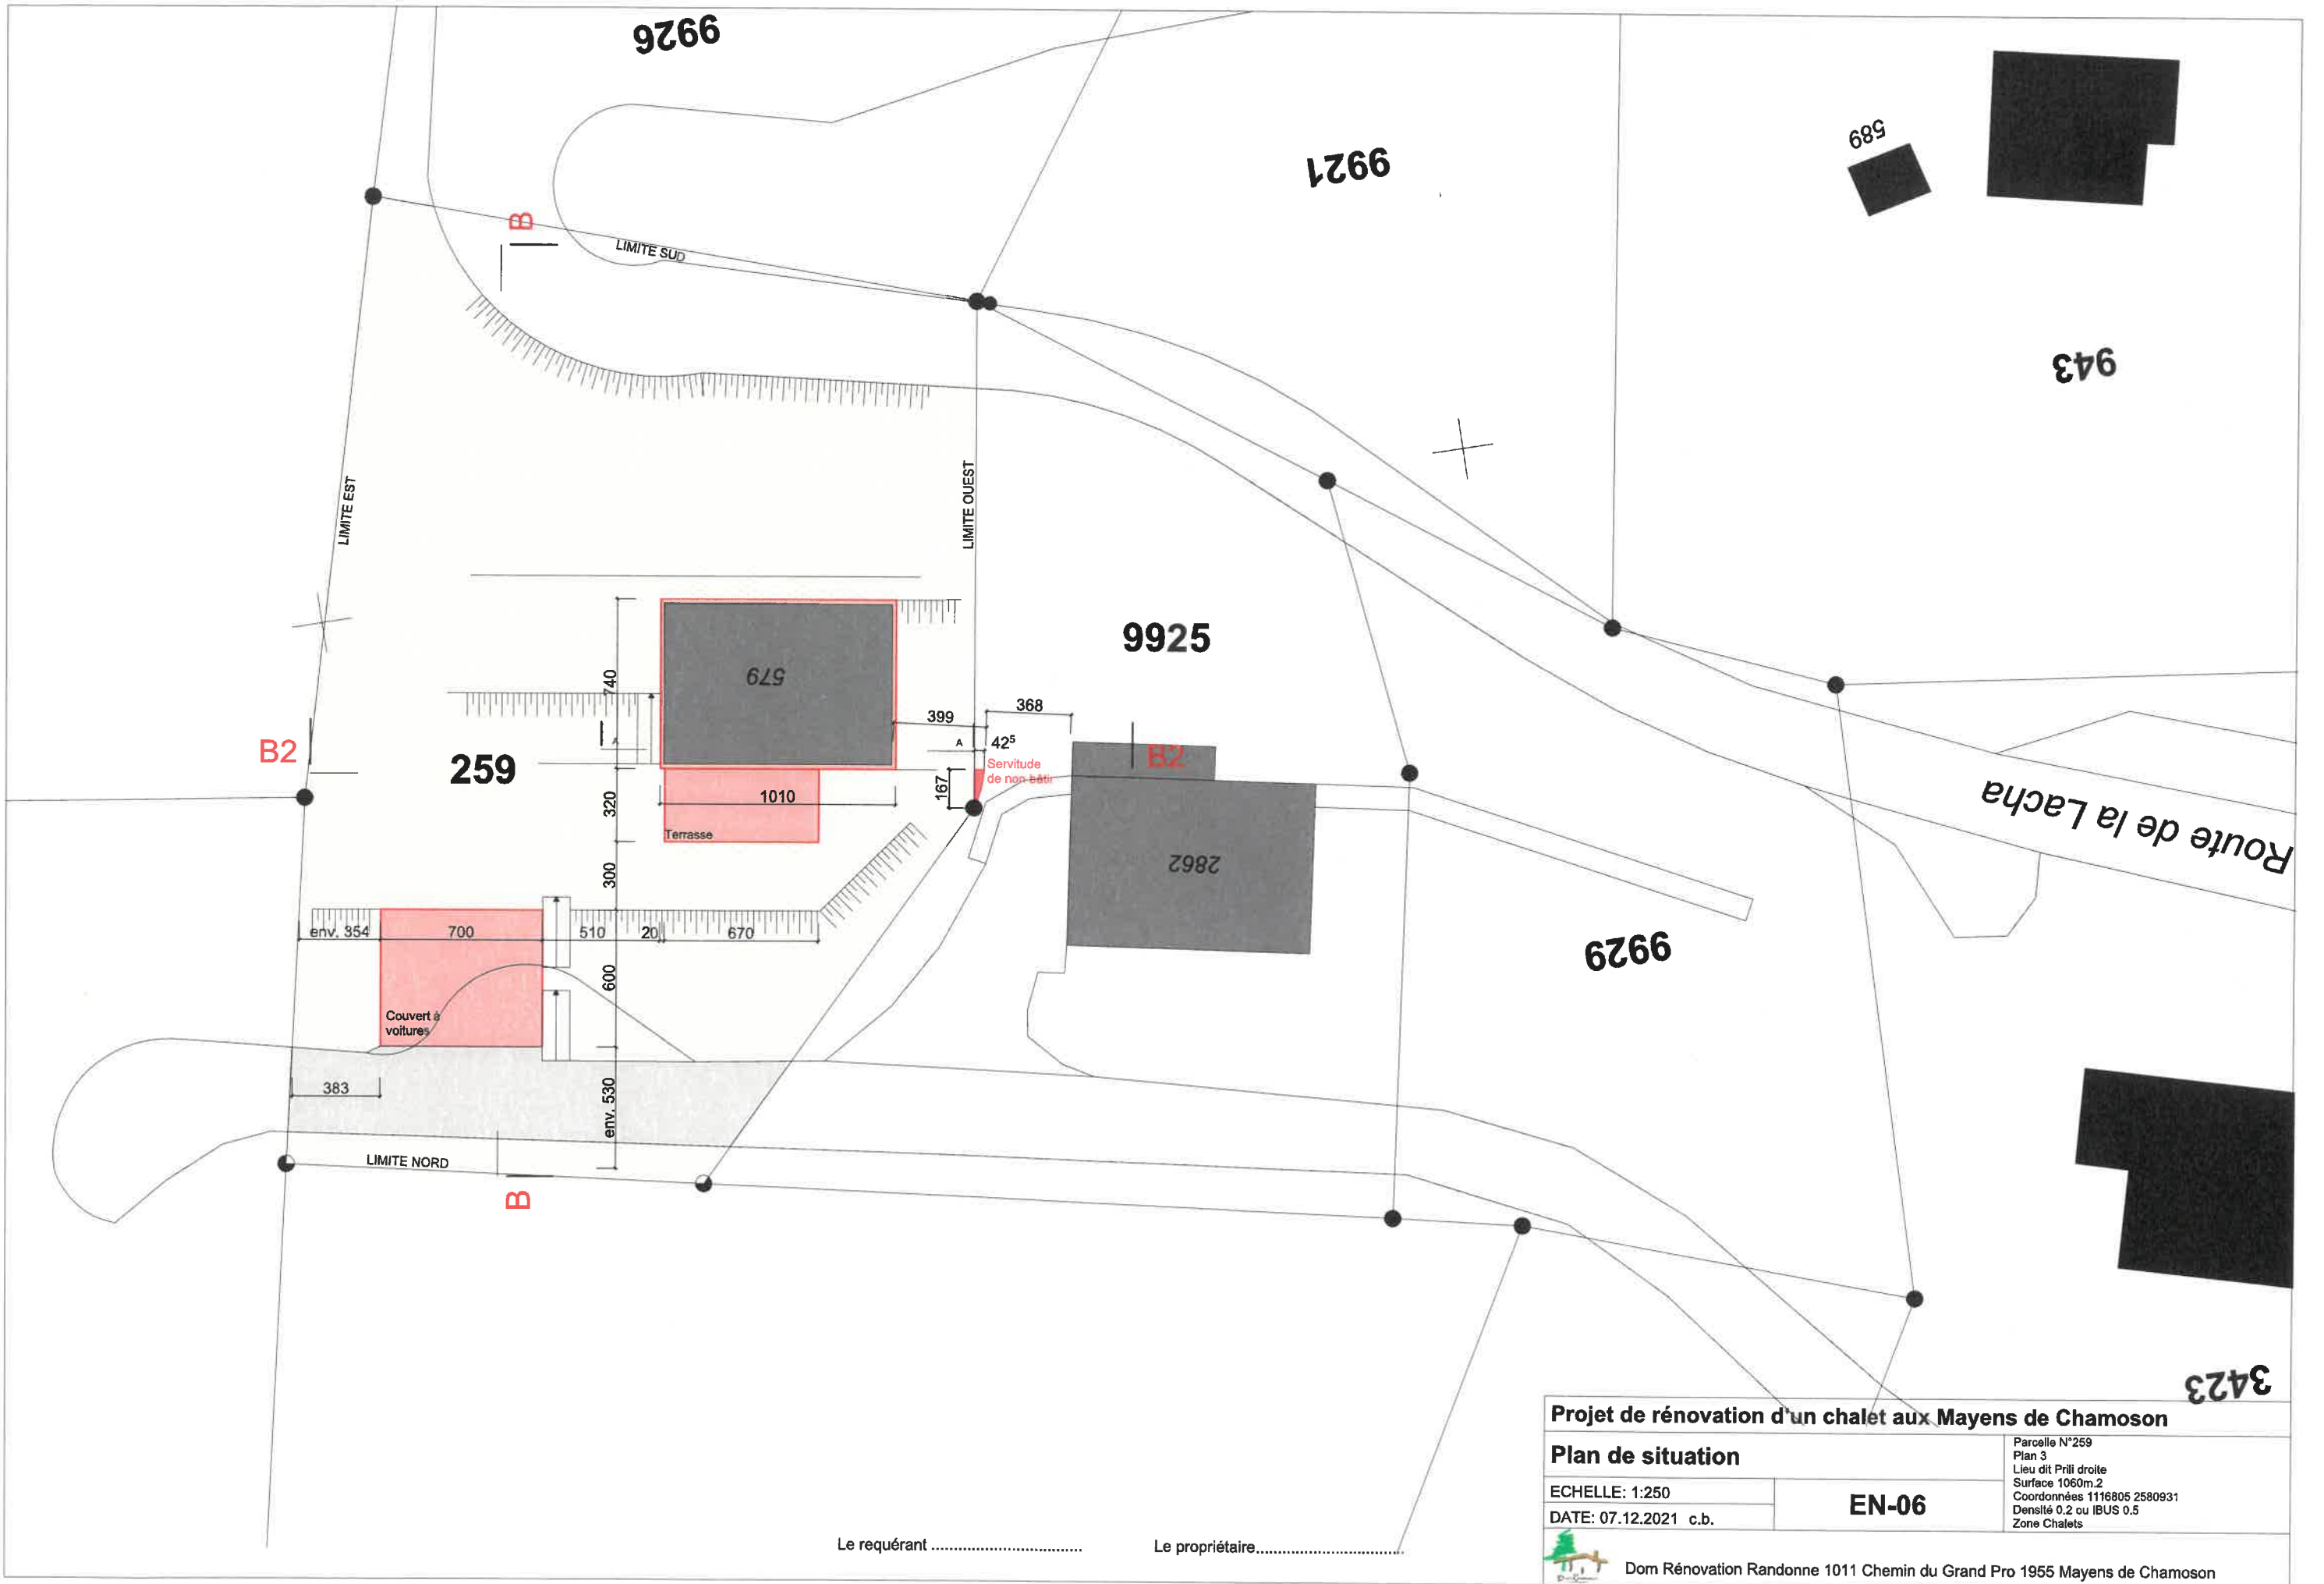 9926
589
9921
B
LIMITE SUD
943
LIMITE EST
LIMITE OUEST
9925
579
740
399
368
A
A
42⁵
B2
B2
259
Servitude
de non bâtir
167
1010
320
Terrasse
Route de la Lacha
2862
300
env. 354
700
510
20
670
9929
600
Couvert à
voitures
383
env. 530
LIMITE NORD
B
3423
Projet de rénovation d'un chalet aux Mayens de Chamoson
Plan de situation
ECHELLE: 1:250
DATE: 07.12.2021 c.b.
EN-06
Parcelle N°259
Plan 3
Lieu dit Prili droite
Surface 1060m.2
Coordonnées 1116805 2580931
Densité 0.2 ou IBUS 0.5
Zone Chalets
Le requérant ................................
Le propriétaire................................
Dom Rénovation Randonne 1011 Chemin du Grand Pro 1955 Mayens de Chamoson